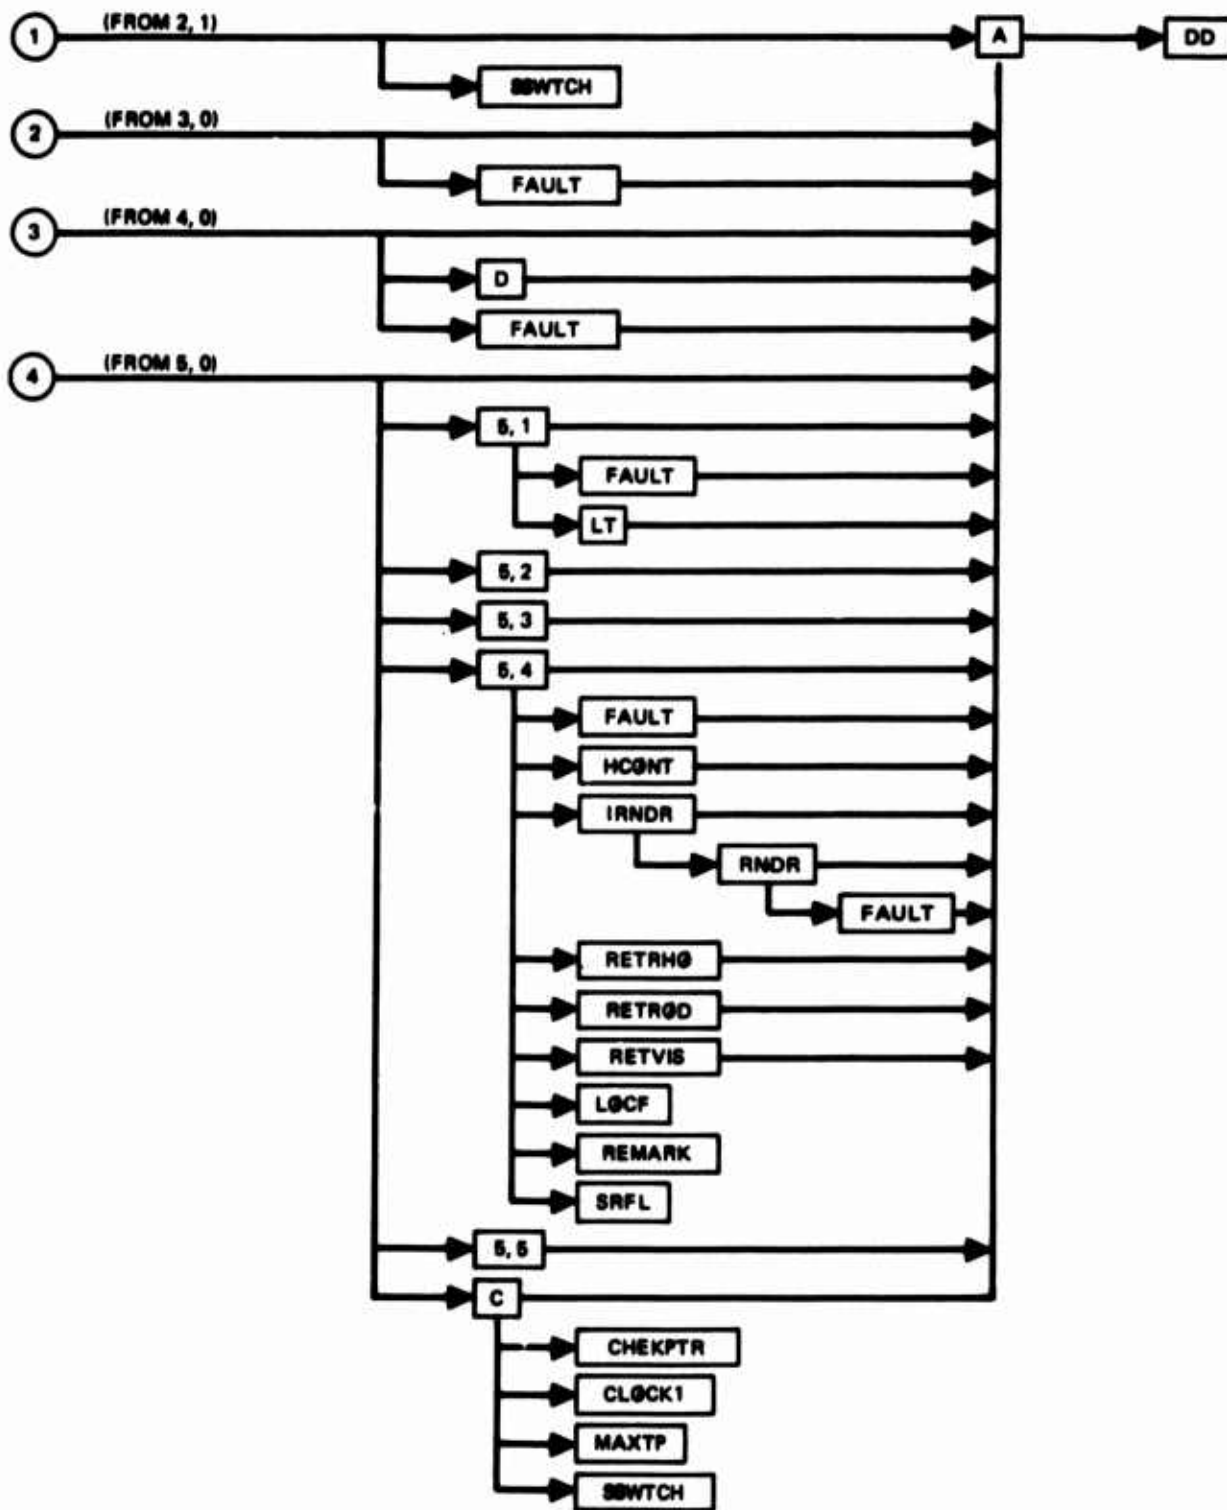 1 (FROM 2, 1) A DD
SSWTCH
2 (FROM 3, 0)
FAULT
3 (FROM 4, 0)
D
FAULT
4 (FROM 5, 0)
5, 1
FAULT
LT
5, 2
5, 3
5, 4
FAULT
HCØNT
IRNDR
RNDR
FAULT
RETRHØ
RETRØD
RETVIS
LØCF
REMARK
SRFL
5, 5
C
CHEKPTR
CLØCK1
MAXTP
SSWTCH